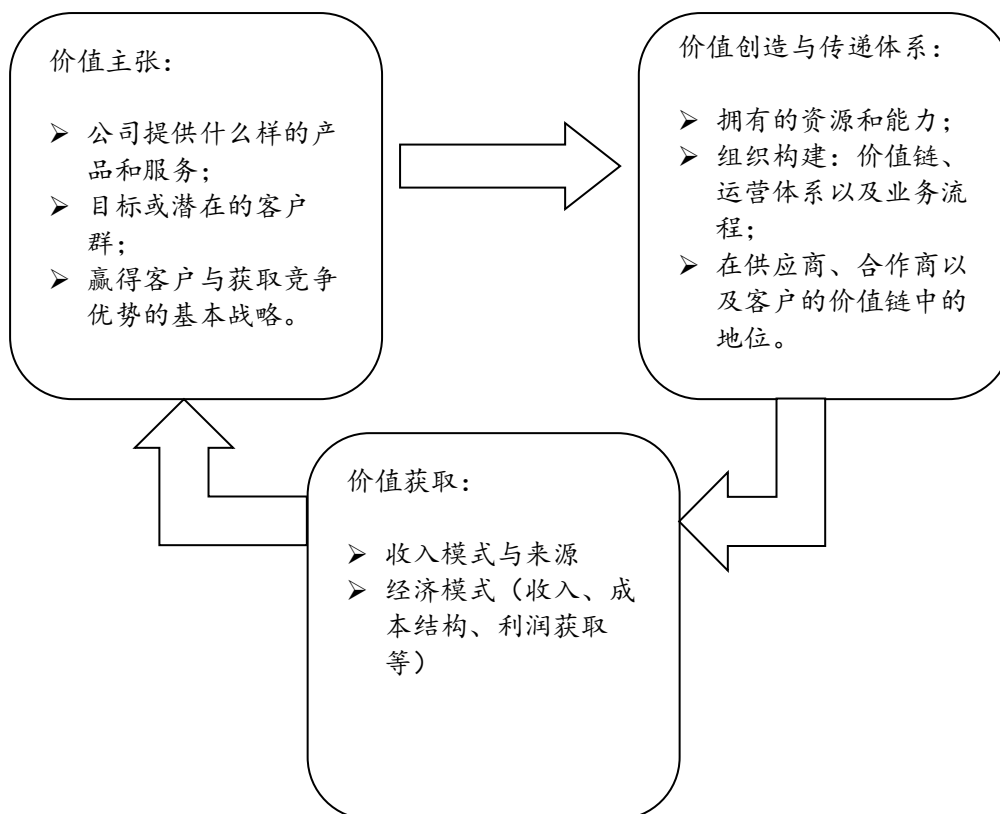 价值主张：
➢ 公司提供什么样的产
品和服务；
➢ 目标或潜在的客户
群；
➢ 赢得客户与获取竞争
优势的基本战略。
价值创造与传递体系：
➢ 拥有的资源和能力；
➢ 组织构建：价值链、
运营体系以及业务流
程；
➢ 在供应商、合作商以
及客户的价值链中的
地位。
价值获取：
➢ 收入模式与来源
➢ 经济模式（收入、成
本结构、利润获取
等）